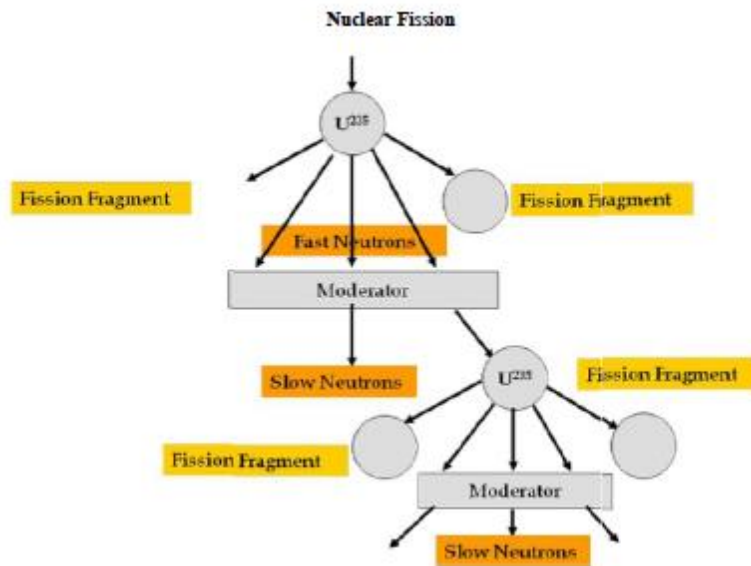 Nuclear Fission
U²³⁵
Fission Fragment
Fission Fragment
Fast Neutrons
Moderator
Slow Neutrons
U²³⁵
Fission Fragment
Fission Fragment
Moderator
Slow Neutrons